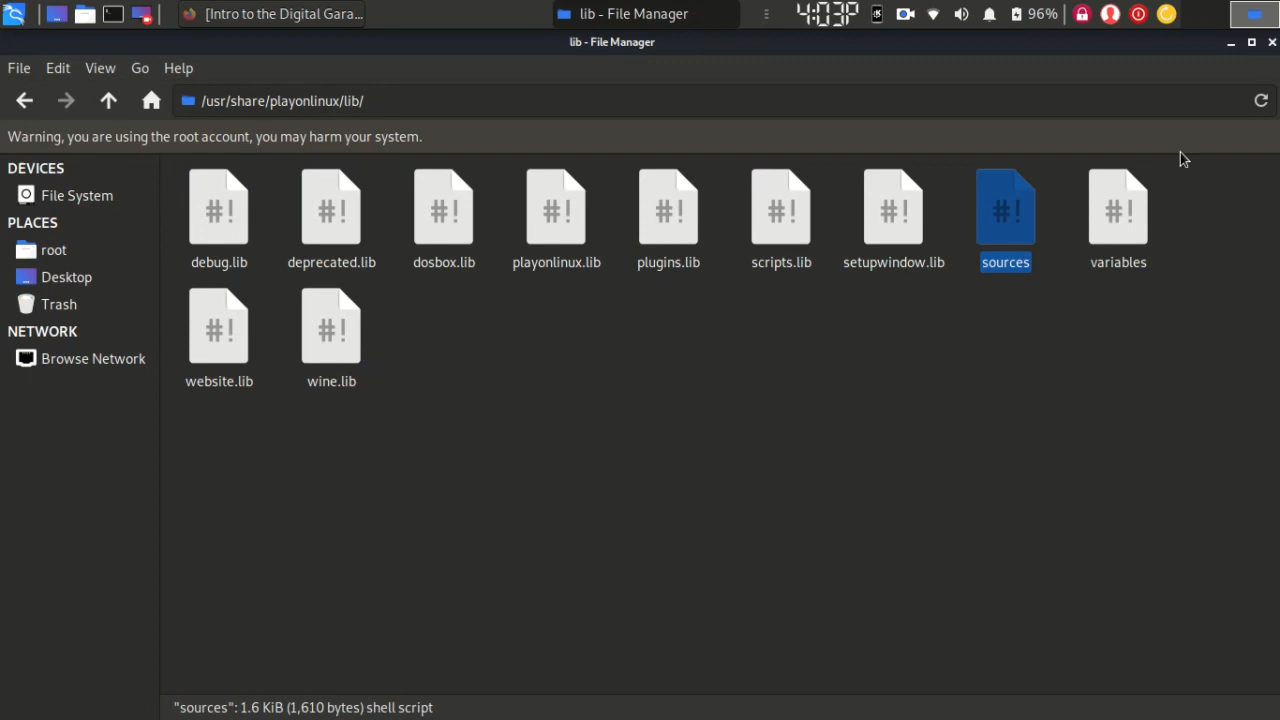 [Intro to the Digital Gara...
lib - File Manager
4:03P
96%
lib - File Manager
File Edit View Go Help
/usr/share/playonlinux/lib/
Warning, you are using the root account, you may harm your system.
DEVICES
File System
PLACES
root
Desktop
Trash
NETWORK
Browse Network
#! #! #! #! #! #! #! #! #!
debug.lib deprecated.lib dosbox.lib playonlinux.lib plugins.lib scripts.lib setupwindow.lib sources variables
#! #!
website.lib wine.lib
"sources": 1.6 KiB (1,610 bytes) shell script